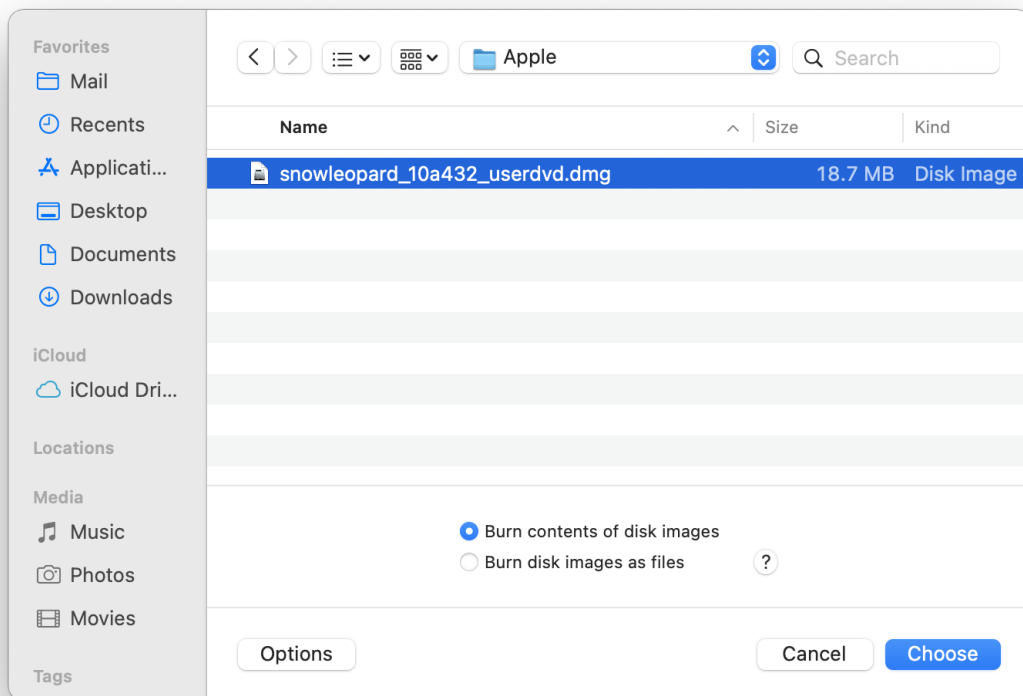 Favorites
Mail
Recents
Applicati...
Desktop
Documents
Downloads
iCloud
iCloud Dri...
Locations
Media
Music
Photos
Movies
Tags
Apple
Search
Name Size Kind
snowleopard_10a432_userdvd.dmg 18.7 MB Disk Image
Burn contents of disk images
Burn disk images as files ?
Options Cancel Choose